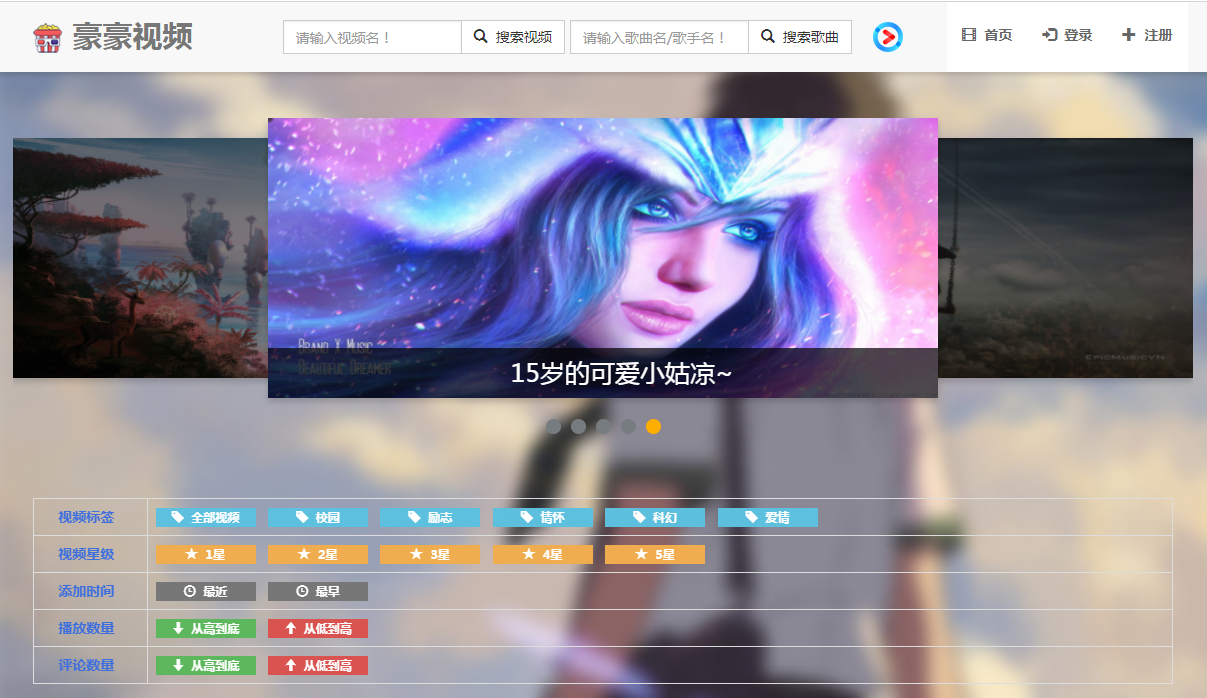 豪豪视频
请输入视频名！ 搜索视频 请输入歌曲名/歌手名！ 搜索歌曲 首页 登录 注册
BRAND X MUSIC
BEAUTIFUL DREAMER
EPICMUSICVN
15岁的可爱小姑凉~
视频标签 全部视频 校园 励志 情怀 科幻 爱情
视频星级 1星 2星 3星 4星 5星
添加时间 最近 最早
播放数量 从高到底 从低到高
评论数量 从高到底 从低到高